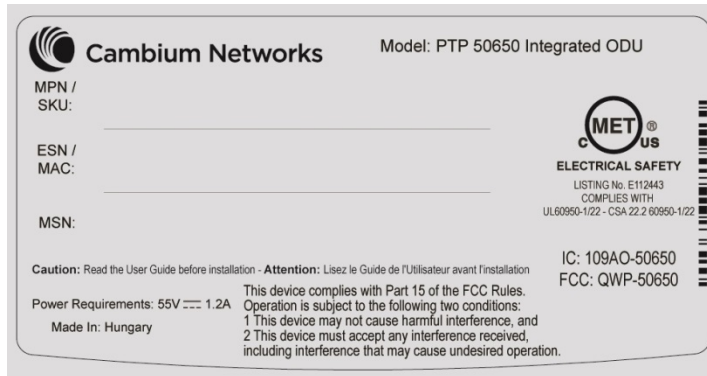 Cambium Networks
Model: PTP 50650 Integrated ODU
MPN /
SKU:
ESN /
MAC:
MSN:
MET ®
C US
ELECTRICAL SAFETY
LISTING No. E112443
COMPLIES WITH
UL60950-1/22 - CSA 22.2 60950-1/22
IC: 109AO-50650
FCC: QWP-50650
Caution: Read the User Guide before installation - Attention: Lisez le Guide de l'Utilisateur avant l'installation
Power Requirements: 55V ⎓ 1.2A
Made In: Hungary
This device complies with Part 15 of the FCC Rules.
Operation is subject to the following two conditions:
1 This device may not cause harmful interference, and
2 This device must accept any interference received,
including interference that may cause undesired operation.